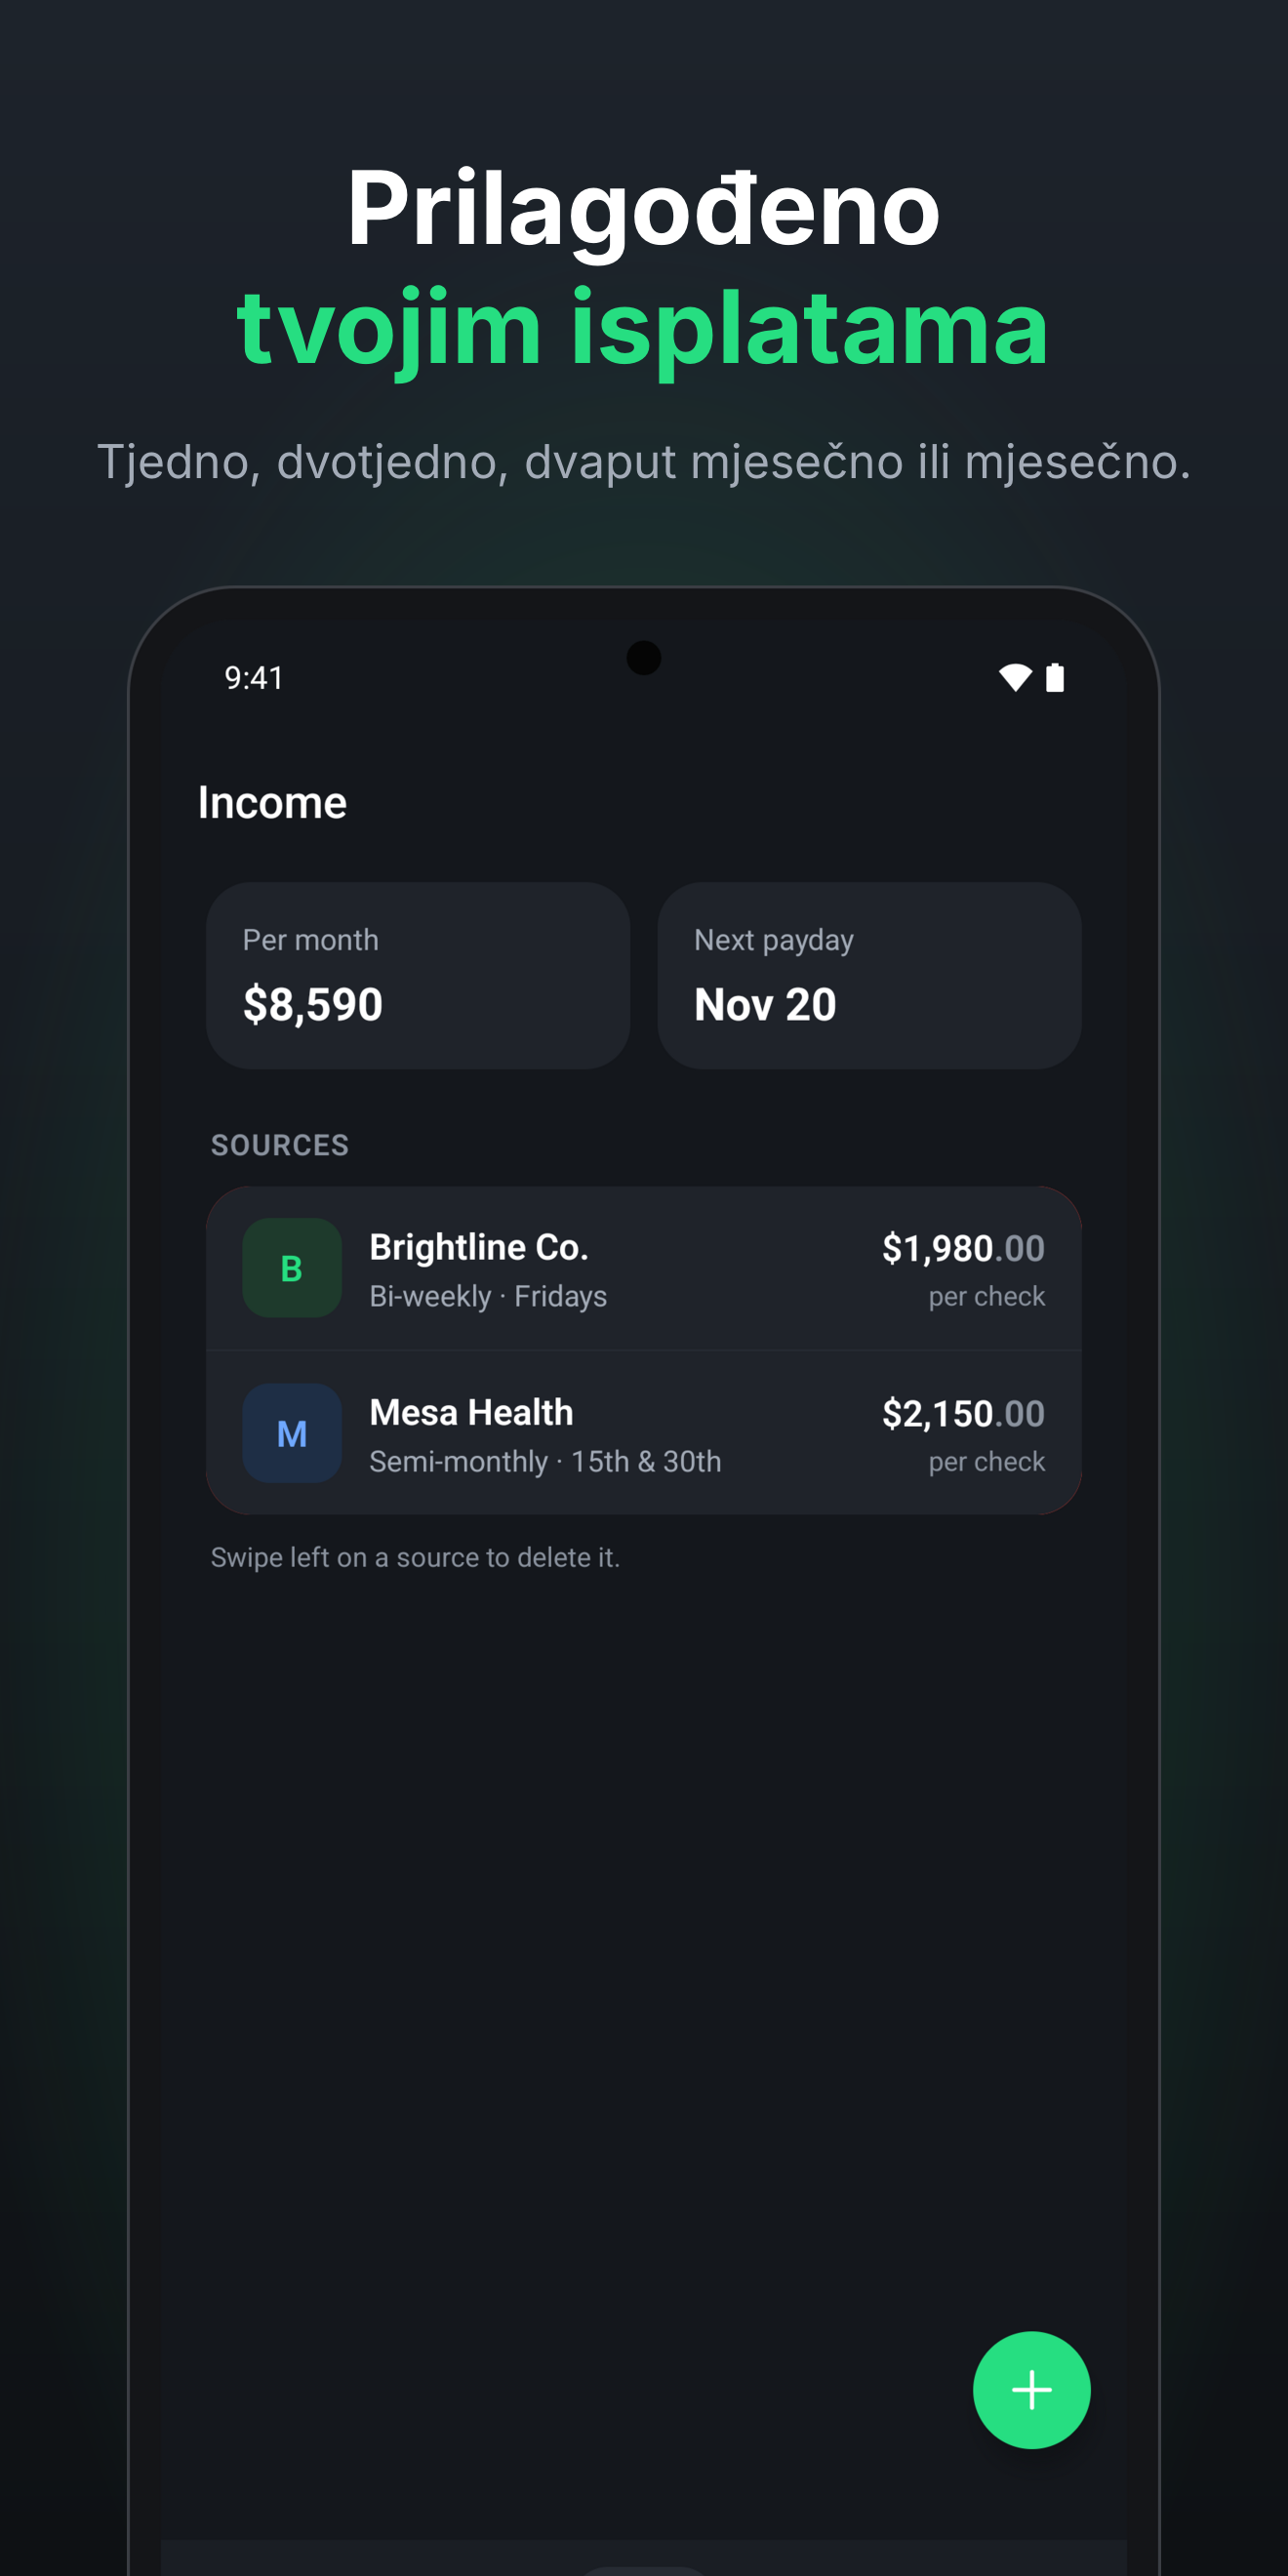 Prilagođeno
tvojim isplatama
Tjedno, dvotjedno, dvaput mjesečno ili mjesečno.
9:41
Income
Per month
$8,590
Next payday
Nov 20
SOURCES
B
Brightline Co.
Bi-weekly · Fridays
$1,980.00
per check
M
Mesa Health
Semi-monthly · 15th & 30th
$2,150.00
per check
Swipe left on a source to delete it.